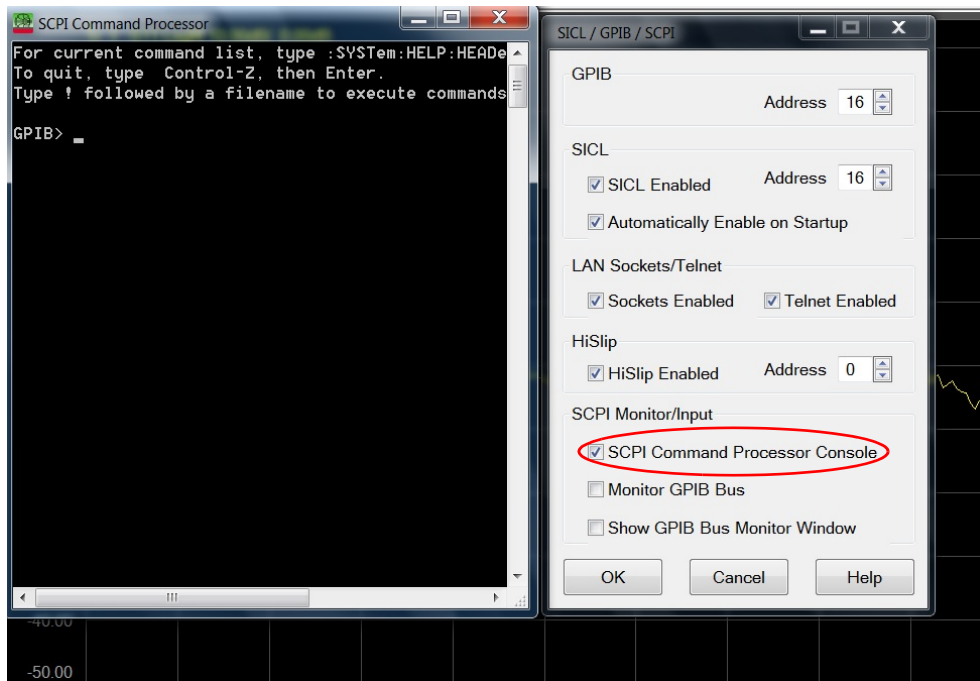 SCPI Command Processor
For current command list, type :SYSTem:HELP:HEADe
To quit, type Control-Z, then Enter.
Type ! followed by a filename to execute commands
GPIB> _
SICL / GPIB / SCPI
GPIB
Address 16
SICL
SICL Enabled Address 16
Automatically Enable on Startup
LAN Sockets/Telnet
Sockets Enabled Telnet Enabled
HiSlip
HiSlip Enabled Address 0
SCPI Monitor/Input
SCPI Command Processor Console
Monitor GPIB Bus
Show GPIB Bus Monitor Window
OK Cancel Help
-40.00
-50.00